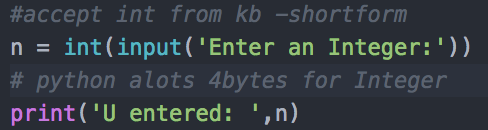 #accept int from kb -shortform
n = int(input('Enter an Integer:'))
# python alots 4bytes for Integer
print('U entered: ',n)